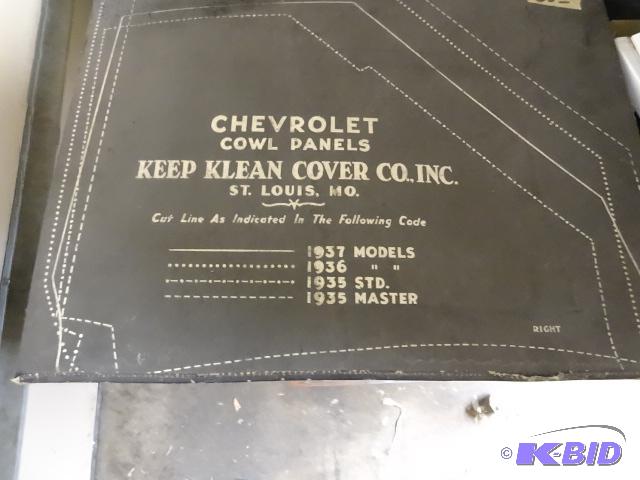 CHEVROLET
COWL PANELS
KEEP KLEAN COVER CO., INC.
ST. LOUIS, MO.
Cut Line As Indicated In The Following Code
1937 MODELS
1936 " "
1935 STD.
1935 MASTER
RIGHT
© K-BID